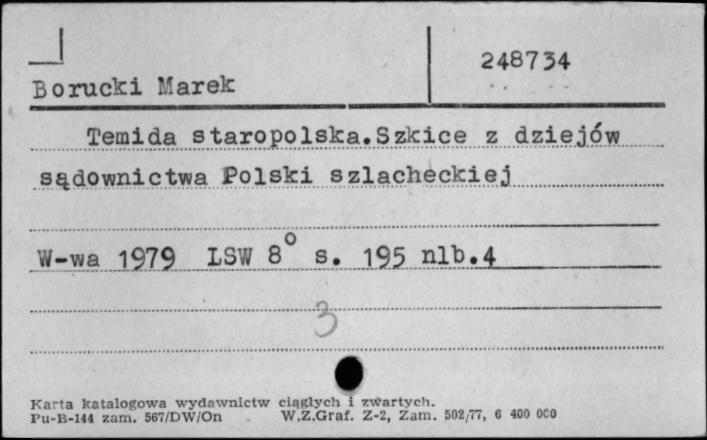 248734
Borucki Marek
Temida staropolska.Szkice z dziejów
sądownictwa Polski szlacheckiej
W-wa 1979 LSW 8° s. 195 nlb.4
3
Karta katalogowa wydawnictw ciągłych i zwartych.
Pu-B-144 zam. 567/DW/On W.Z.Graf. Z-2, Zam. 502/77, 6 400 000